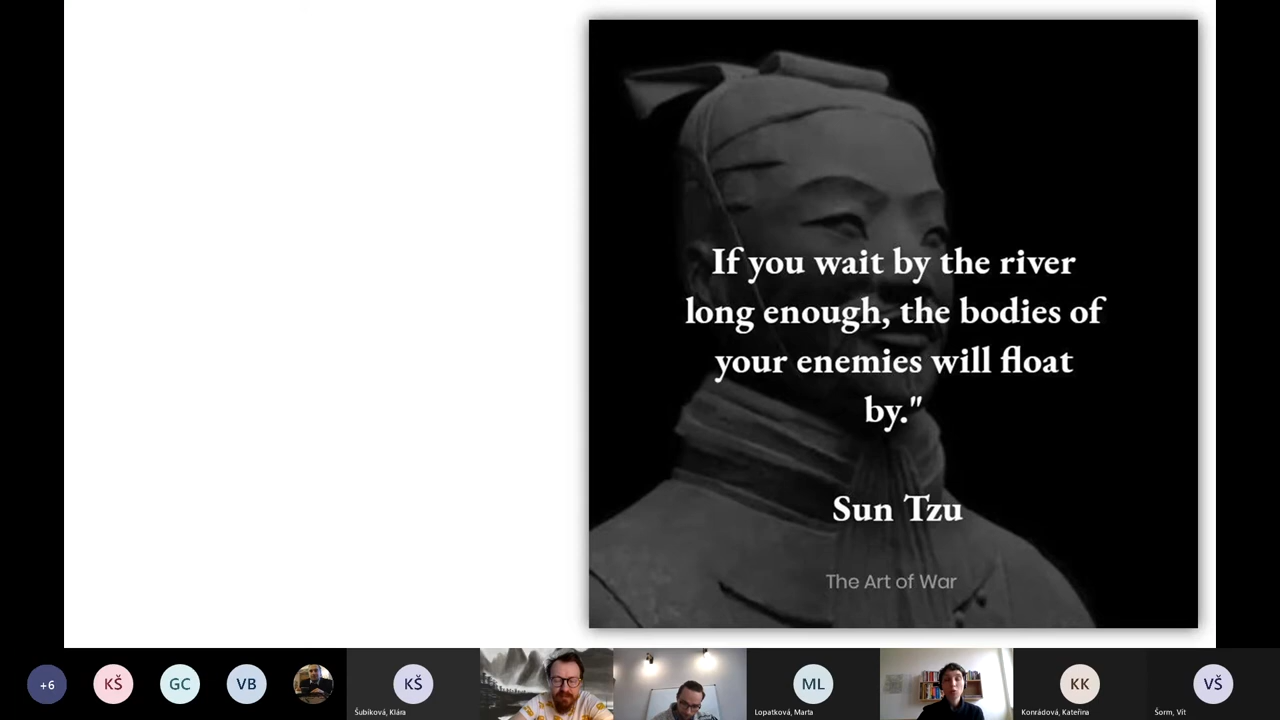 If you wait by the river
long enough, the bodies of
your enemies will float
by."
Sun Tzu
The Art of War
+6
KŠ
GC
VB
KŠ
Šubíková, Klára
ML
Lopatková, Marta
KK
Konrádová, Kateřina
VŠ
Šorm, Vít